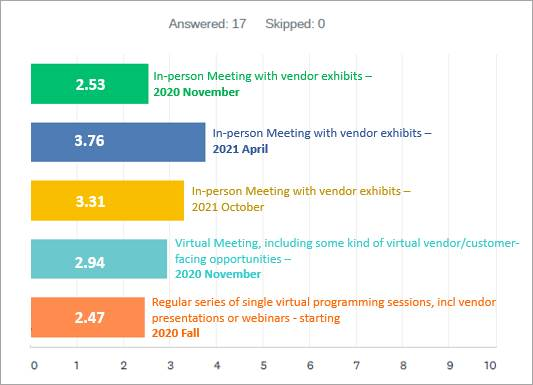 Answered: 17 Skipped: 0
2.53
In-person Meeting with vendor exhibits –
2020 November
3.76
In-person Meeting with vendor exhibits –
2021 April
3.31
In-person Meeting with vendor exhibits –
2021 October
2.94
Virtual Meeting, including some kind of virtual vendor/customer-
facing opportunities –
2020 November
2.47
Regular series of single virtual programming sessions, incl vendor
presentations or webinars - starting
2020 Fall
0 1 2 3 4 5 6 7 8 9 10